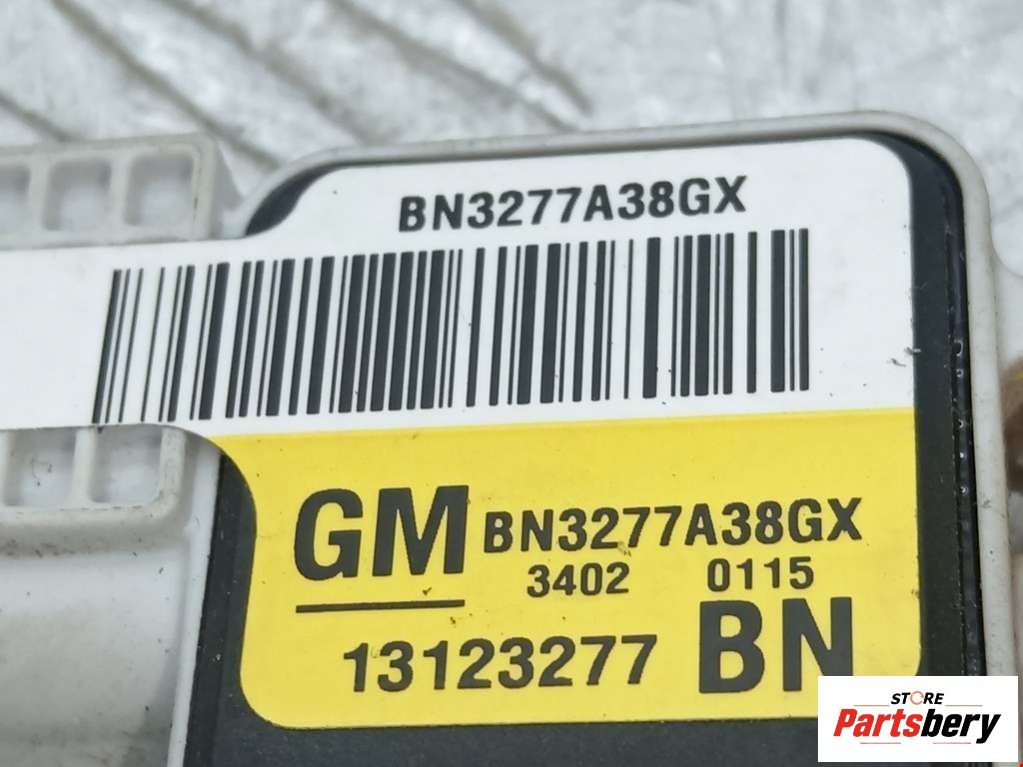 BN3277A38GX
GM BN3277A38GX
3402 0115
13123277 BN
STORE
Partsbery